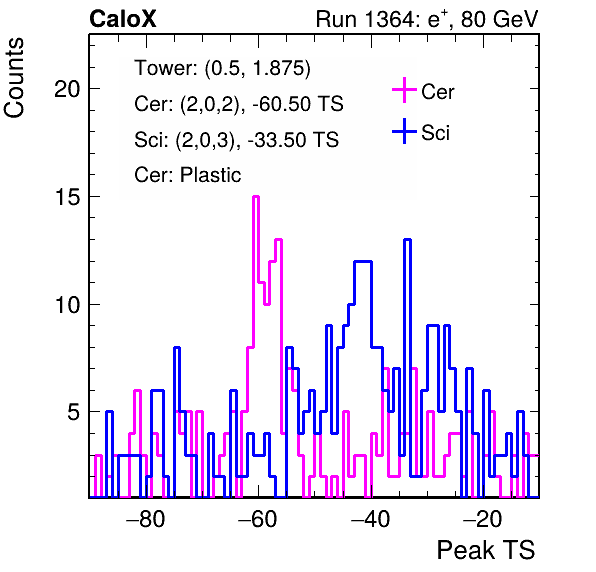 CaloX Run 1364: e⁺, 80 GeV
Counts
Tower: (0.5, 1.875)
Cer: (2,0,2), -60.50 TS
Sci: (2,0,3), -33.50 TS
Cer: Plastic
Cer
Sci
20
15
10
5
−80 −60 −40 −20
Peak TS